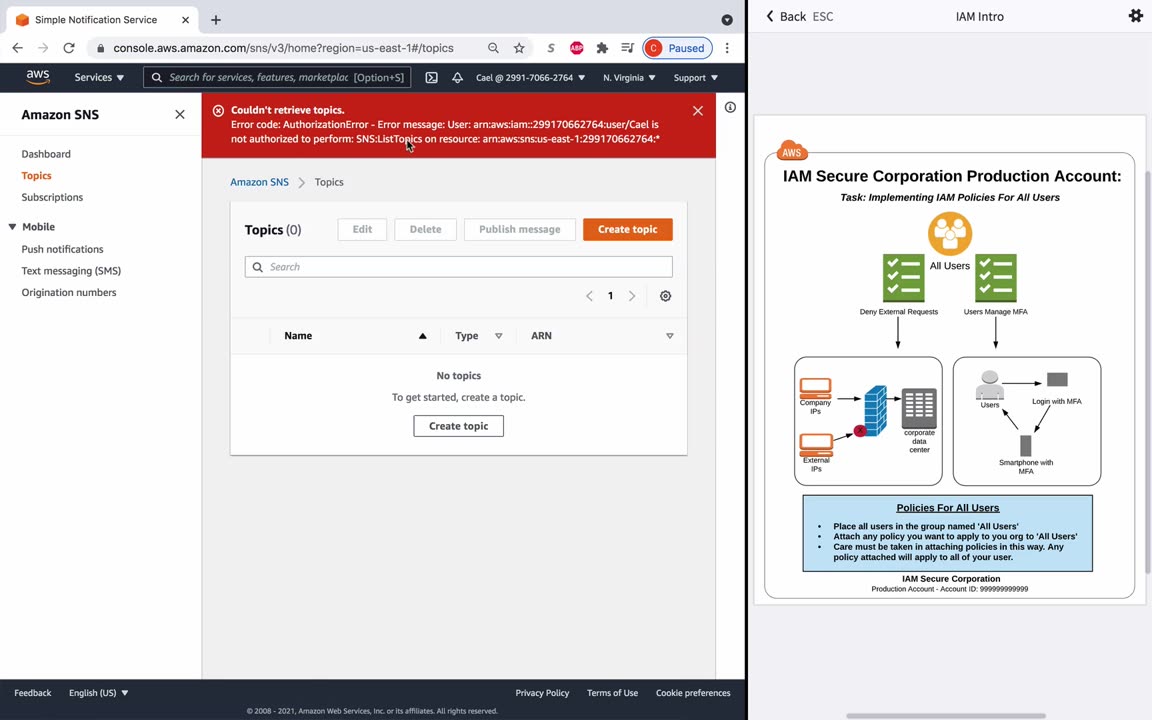 Simple Notification Service
console.aws.amazon.com/sns/v3/home?region=us-east-1#/topics
S
ABP
C Paused
aws
Services
Search for services, features, marketplac [Option+S]
Cael @ 2991-7066-2764
N. Virginia
Support
Amazon SNS
Dashboard
Topics
Subscriptions
Mobile
Push notifications
Text messaging (SMS)
Origination numbers
Couldn't retrieve topics.
Error code: AuthorizationError - Error message: User: arn:aws:iam::299170662764:user/Cael is
not authorized to perform: SNS:ListTopics on resource: arn:aws:sns:us-east-1:299170662764:*
Amazon SNS
Topics
Topics (0)
Edit
Delete
Publish message
Create topic
Search
1
Name
Type
ARN
No topics
To get started, create a topic.
Create topic
Feedback
English (US)
Privacy Policy
Terms of Use
Cookie preferences
© 2008 - 2021, Amazon Web Services, Inc. or its affiliates. All rights reserved.
Back ESC
IAM Intro
AWS
IAM Secure Corporation Production Account:
Task: Implementing IAM Policies For All Users
All Users
Deny External Requests
Users Manage MFA
Company
IPs
External
IPs
X
corporate
data
center
Users
Login with MFA
Smartphone with
MFA
Policies For All Users
• Place all users in the group named 'All Users'
• Attach any policy you want to apply to you org to 'All Users'
• Care must be taken in attaching policies in this way. Any
policy attached will apply to all of your user.
IAM Secure Corporation
Production Account - Account ID: 999999999999